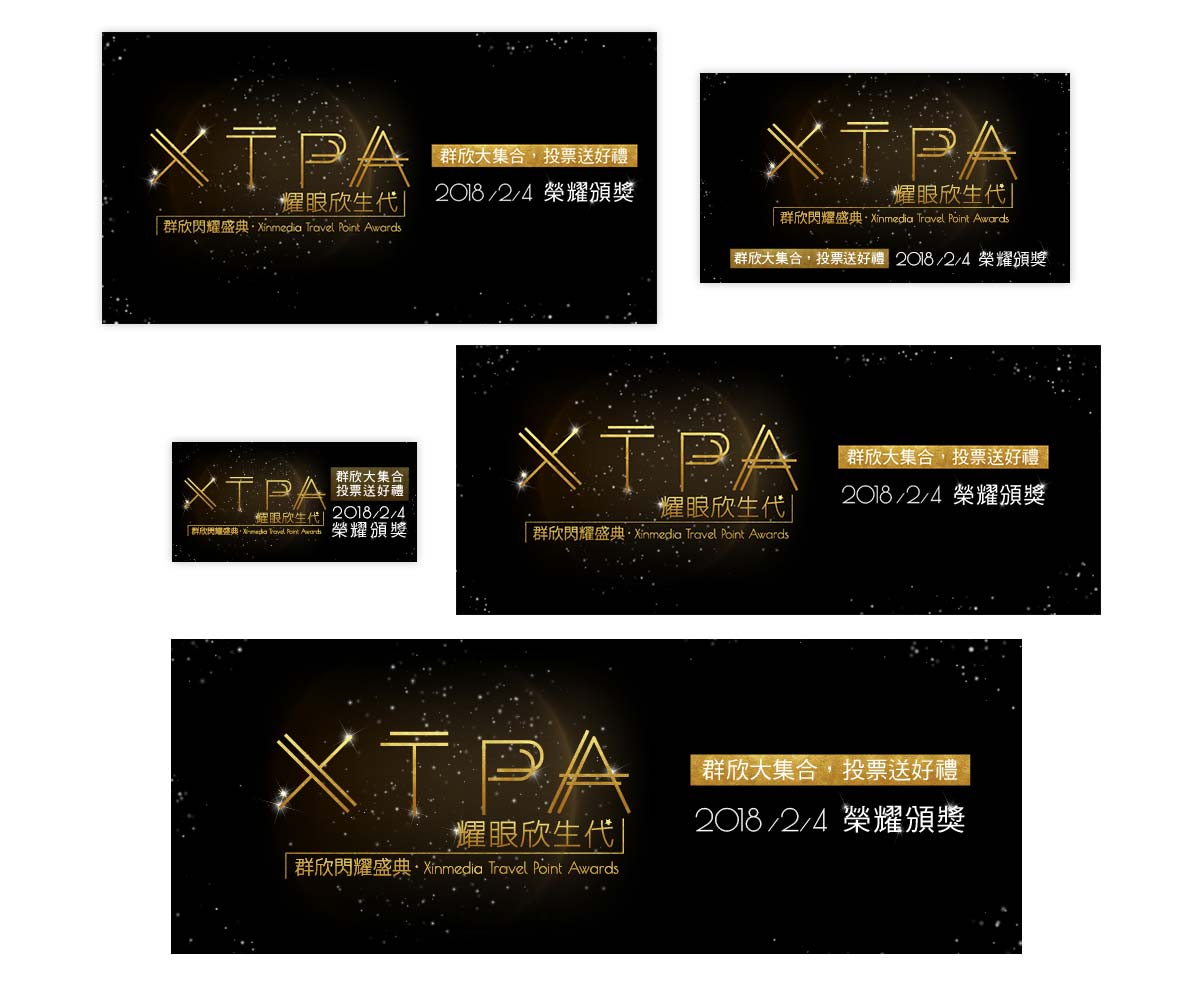 XTPA
耀眼欣生代
群欣閃耀盛典・Xinmedia Travel Point Awards
群欣大集合，投票送好禮
2018/2/4 榮耀頒獎
XTPA
耀眼欣生代
群欣閃耀盛典・Xinmedia Travel Point Awards
群欣大集合，投票送好禮 2018/2/4 榮耀頒獎
XTPA
耀眼欣生代
群欣閃耀盛典・Xinmedia Travel Point Awards
群欣大集合
投票送好禮
2018/2/4
榮耀頒獎
XTPA
耀眼欣生代
群欣閃耀盛典・Xinmedia Travel Point Awards
群欣大集合，投票送好禮
2018/2/4 榮耀頒獎
XTPA
耀眼欣生代
群欣閃耀盛典・Xinmedia Travel Point Awards
群欣大集合，投票送好禮
2018/2/4 榮耀頒獎